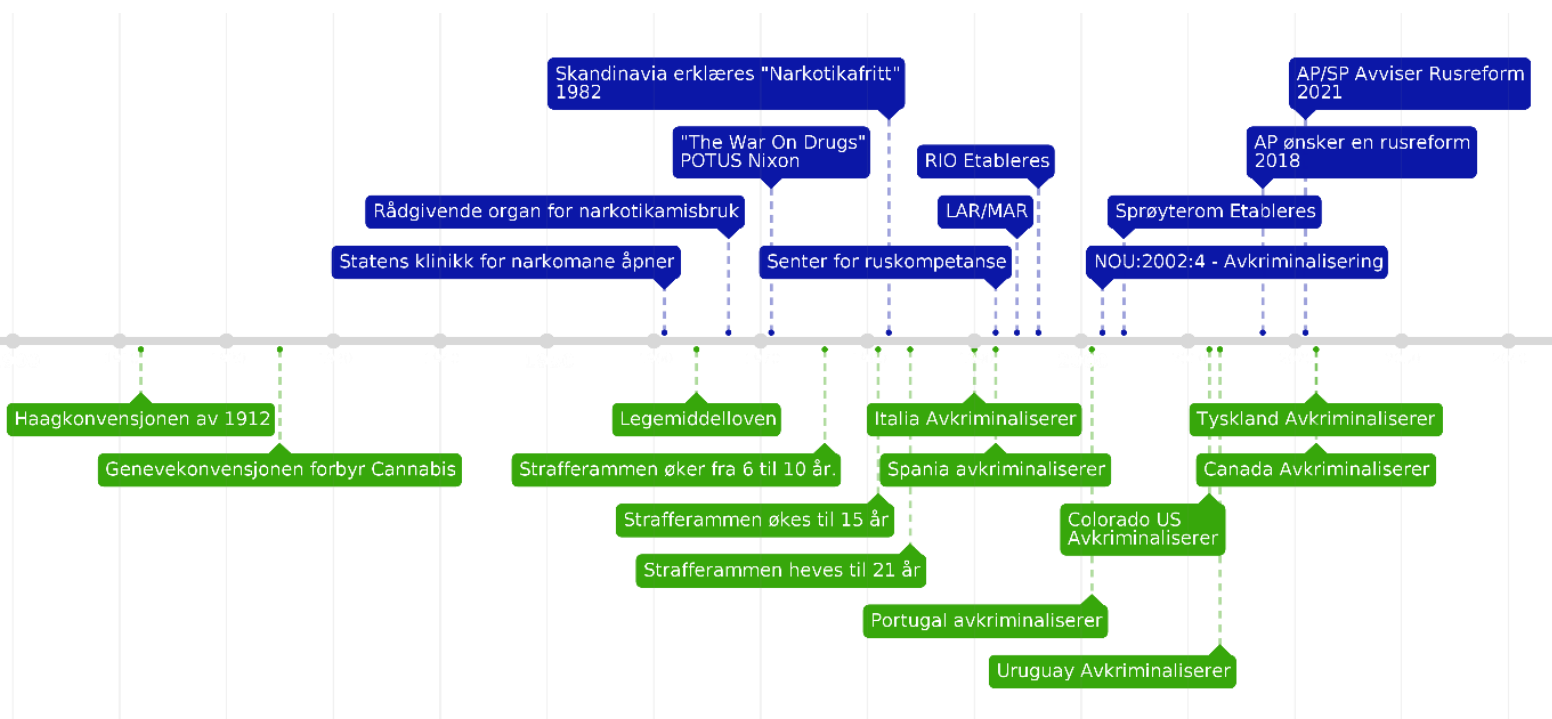 Skandinavia erklæres "Narkotikafritt"
1982
AP/SP Avviser Rusreform
2021
"The War On Drugs"
POTUS Nixon
RIO Etableres
AP ønsker en rusreform
2018
Rådgivende organ for narkotikamisbruk
LAR/MAR
Sprøyterom Etableres
Statens klinikk for narkomane åpner
Senter for ruskompetanse
NOU:2002:4 - Avkriminalisering
Haagkonvensjonen av 1912
Legemiddelloven
Italia Avkriminaliserer
Tyskland Avkriminaliserer
Genevekonvensjonen forbyr Cannabis
Strafferammen øker fra 6 til 10 år.
Spania avkriminaliserer
Canada Avkriminaliserer
Strafferammen økes til 15 år
Colorado US
Avkriminaliserer
Strafferammen heves til 21 år
Portugal avkriminaliserer
Uruguay Avkriminaliserer